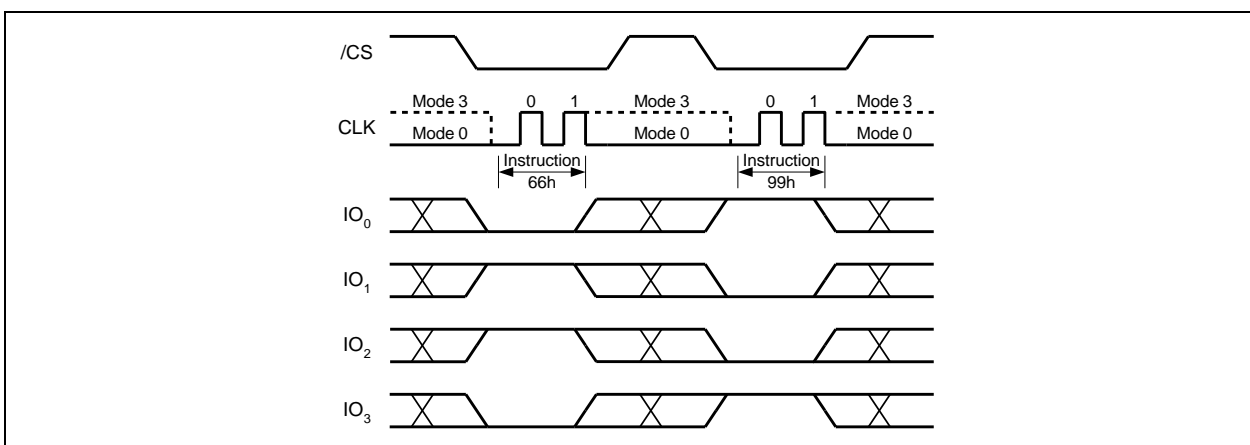 /CS
Mode 3 0 1 Mode 3 0 1 Mode 3
CLK
Mode 0 Mode 0 Mode 0
Instruction Instruction
66h 99h
IO0
IO1
IO2
IO3